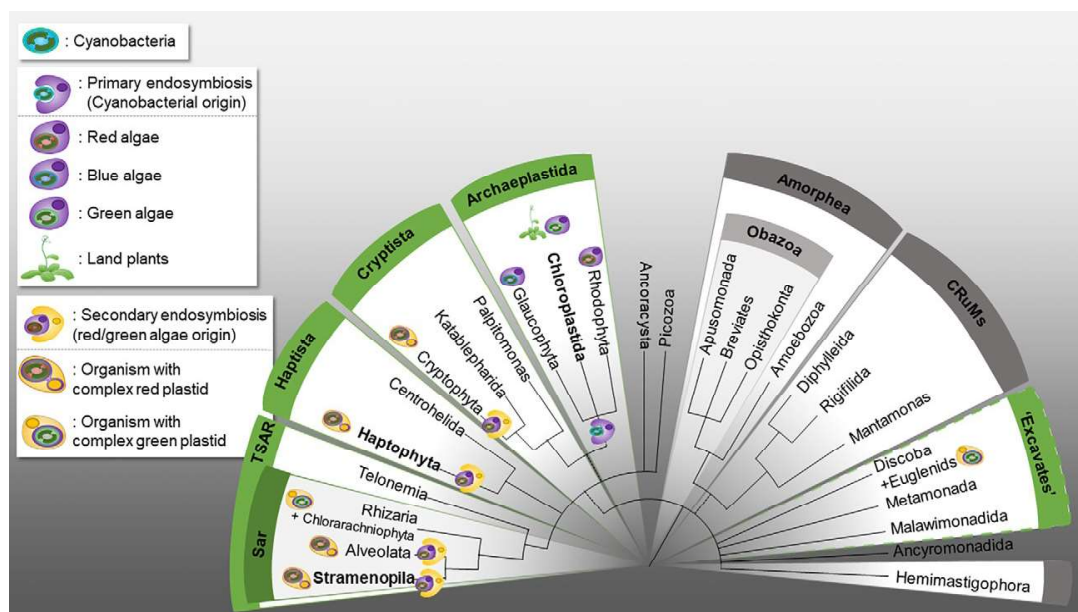 : Cyanobacteria
: Primary endosymbiosis
(Cyanobacterial origin)
: Red algae
: Blue algae
: Green algae
: Land plants
: Secondary endosymbiosis
(red/green algae origin)
: Organism with
complex red plastid
: Organism with
complex green plastid
Sar
TSAR
Haptista
Cryptista
Archaeplastida
Amorphea
Obazoa
CRuMs
'Excavates'
Stramenopila
Alveolata
Rhizaria
+ Chlorarachniophyta
Telonemia
Haptophyta
Centrohelida
Cryptophyta
Katablepharida
Palpitomonas
Glaucophyta
Chloroplastida
Rhodophyta
Ancoracysta
Picozoa
Apusomonada
Breviates
Opisthokonta
Amoebozoa
Diphylleida
Rigifilida
Mantamonas
Discoba
+Euglenids
Metamonada
Malawimonadida
Ancyromonadida
Hemimastigophora